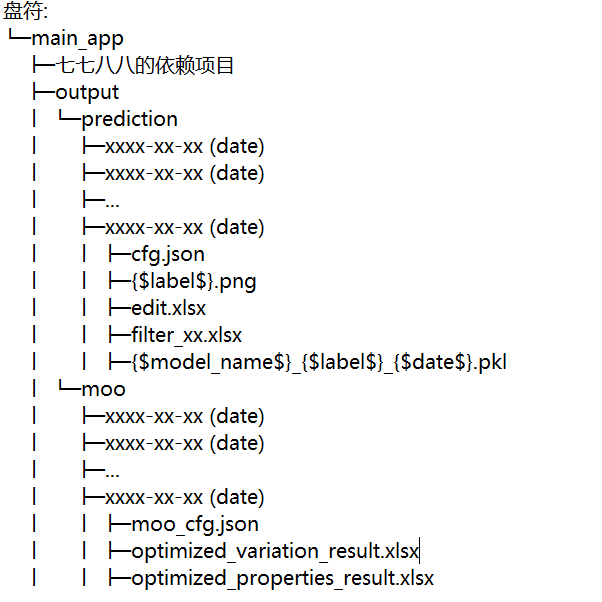 盘符:
└─main_app
├─七七八八的依赖项目
├─output
| └─prediction
| ├─xxxx-xx-xx (date)
| ├─xxxx-xx-xx (date)
| ├─...
| ├─xxxx-xx-xx (date)
| | ├─cfg.json
| | ├─{$label$}.png
| | ├─edit.xlsx
| | ├─filter_xx.xlsx
| | ├─{$model_name$}_{$label$}_{$date$}.pkl
| └─moo
| ├─xxxx-xx-xx (date)
| ├─xxxx-xx-xx (date)
| ├─...
| ├─xxxx-xx-xx (date)
| | ├─moo_cfg.json
| | ├─optimized_variation_result.xlsx
| | ├─optimized_properties_result.xlsx